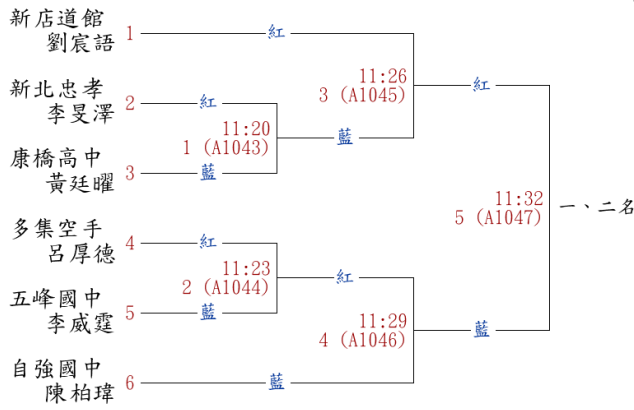 新店道館
劉宸語 1 紅
11:26
3 (A1045)
紅
新北忠孝
李旻澤 2 紅
11:20
1 (A1043)
藍
康橋高中
黃廷曜 3 藍
11:32
5 (A1047)
一、二名
多集空手
呂厚德 4 紅
11:23
2 (A1044)
紅
五峰國中
李威霆 5 藍
11:29
4 (A1046)
藍
自強國中
陳柏瑋 6 藍